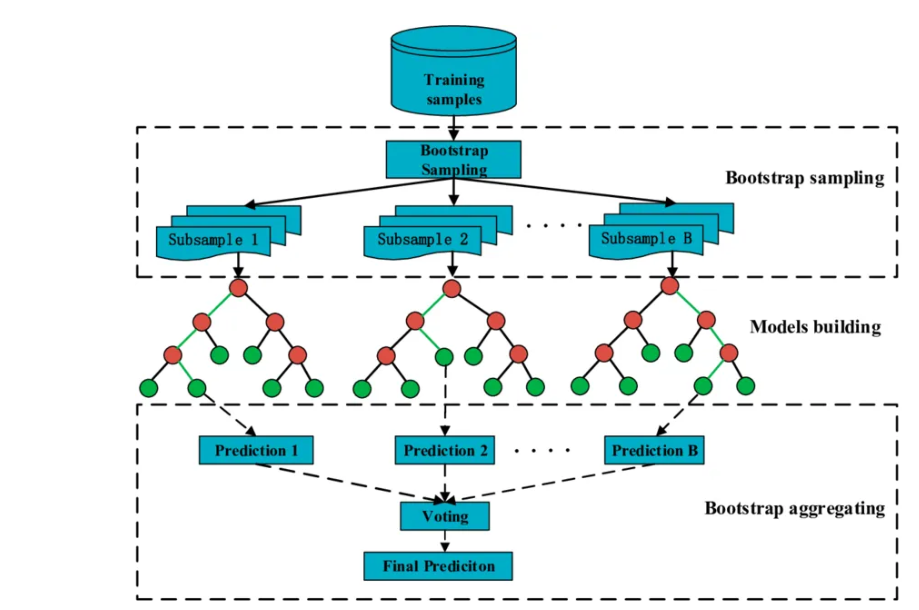 Training
samples
Bootstrap
Sampling
Bootstrap sampling
Subsample 1
Subsample 2
. . . .
Subsample B
Models building
Prediction 1
Prediction 2
. . . .
Prediction B
Bootstrap aggregating
Voting
Final Prediciton